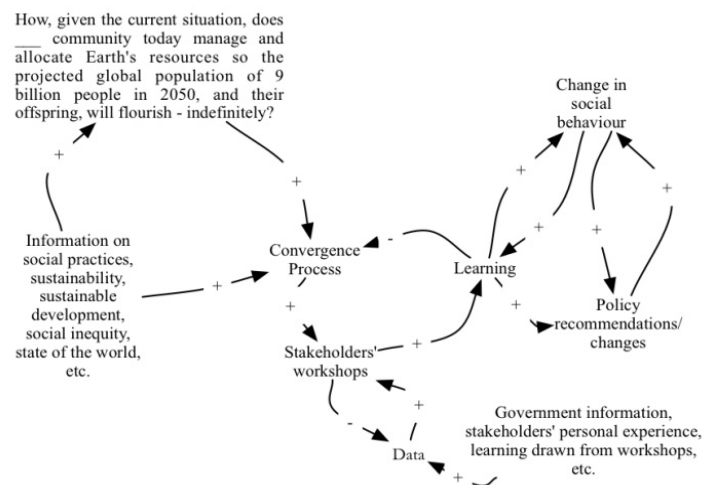 How, given the current situation, does
___ community today manage and
allocate Earth's resources so the
projected global population of 9
billion people in 2050, and their
offspring, will flourish - indefinitely?
Change in
social
behaviour
+
+
+
+
+
+
-
Information on
social practices,
sustainability,
sustainable
development,
social inequity,
state of the world,
etc.
+
Convergence
Process
Learning
+
+
Policy
recommendations/
changes
Stakeholders'
workshops
+
-
+
Data
Government information,
stakeholders' personal experience,
learning drawn from workshops,
etc.
+